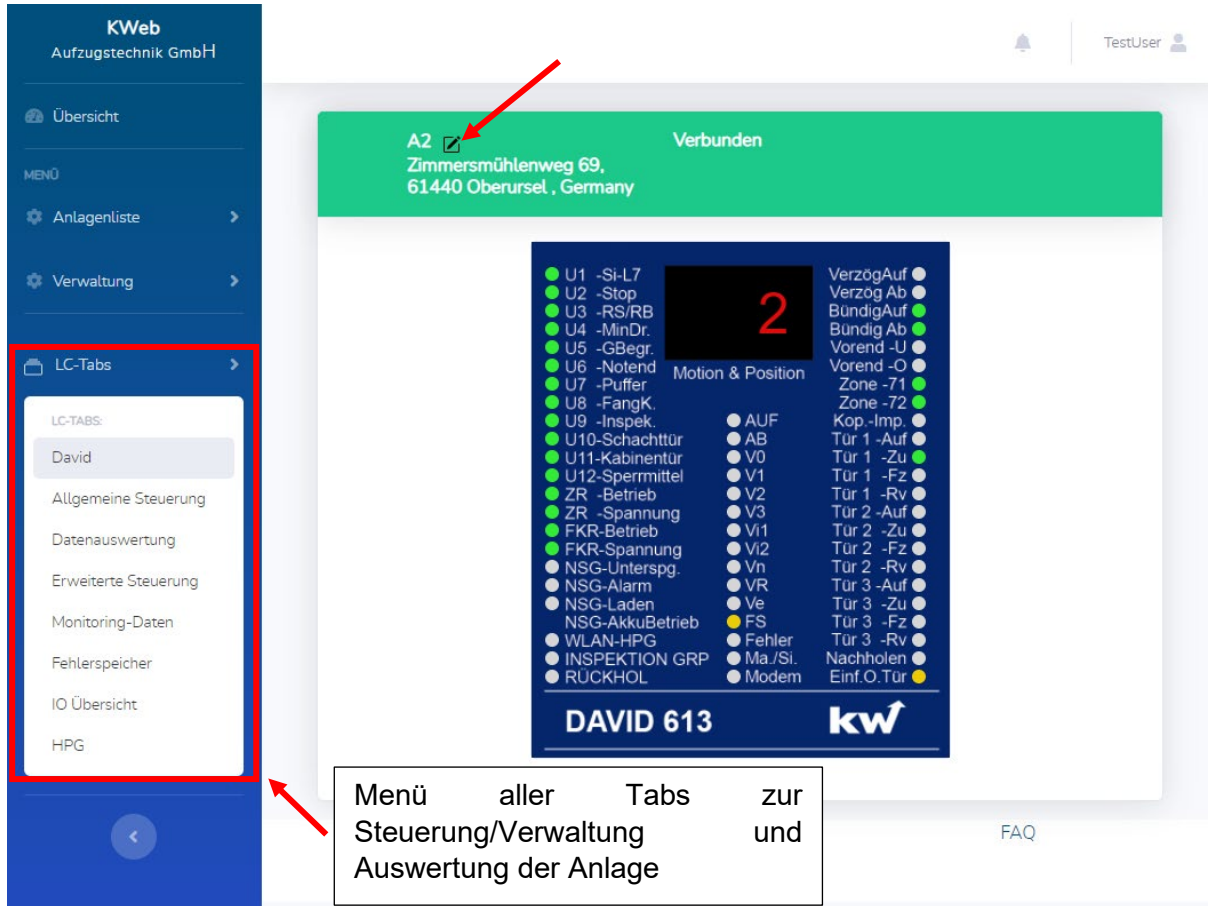 KWeb
Aufzugstechnik GmbH
TestUser
Übersicht
MENÜ
Anlagenliste
Verwaltung
LC-Tabs
LC-TABS:
David
Allgemeine Steuerung
Datenauswertung
Erweiterte Steuerung
Monitoring-Daten
Fehlerspeicher
IO Übersicht
HPG
A2
Verbunden
Zimmersmühlenweg 69,
61440 Oberursel , Germany
U1 -Si-L7
U2 -Stop
U3 -RS/RB
U4 -MinDr.
U5 -GBegr.
U6 -Notend
U7 -Puffer
U8 -FangK.
U9 -Inspek.
U10-Schachttür
U11-Kabinentür
U12-Sperrmittel
ZR -Betrieb
ZR -Spannung
FKR-Betrieb
FKR-Spannung
NSG-Unterspg.
NSG-Alarm
NSG-Laden
NSG-AkkuBetrieb
WLAN-HPG
INSPEKTION GRP
RÜCKHOL
2
Motion & Position
AUF
AB
V0
V1
V2
V3
Vi1
Vi2
Vn
VR
Ve
FS
Fehler
Ma./Si.
Modem
VerzögAuf
Verzög Ab
BündigAuf
Bündig Ab
Vorend -U
Vorend -O
Zone -71
Zone -72
Kop.-Imp.
Tür 1 -Auf
Tür 1 -Zu
Tür 1 -Fz
Tür 1 -Rv
Tür 2 -Auf
Tür 2 -Zu
Tür 2 -Fz
Tür 2 -Rv
Tür 3 -Auf
Tür 3 -Zu
Tür 3 -Fz
Tür 3 -Rv
Nachholen
Einf.O.Tür
DAVID 613
kw
Menü aller Tabs zur
Steuerung/Verwaltung und
Auswertung der Anlage
FAQ